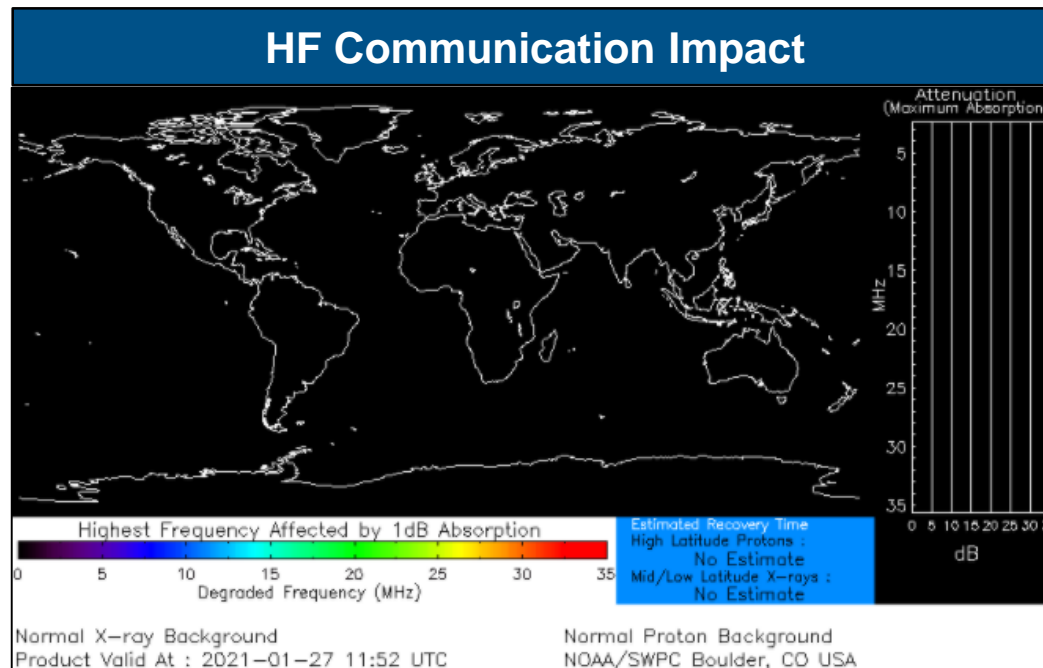 HF Communication Impact
Attenuation
(Maximum Absorption
5
10
15
MHz
20
25
30
35
0 5 10 15 20 25 30
dB
Highest Frequency Affected by 1dB Absorption
0 5 10 15 20 25 30 35
Degraded Frequency (MHz)
Estimated Recovery Time
High Latitude Protons :
No Estimate
Mid/Low Latitude X-rays :
No Estimate
Normal X-ray Background
Product Valid At : 2021-01-27 11:52 UTC
Normal Proton Background
NOAA/SWPC Boulder, CO USA